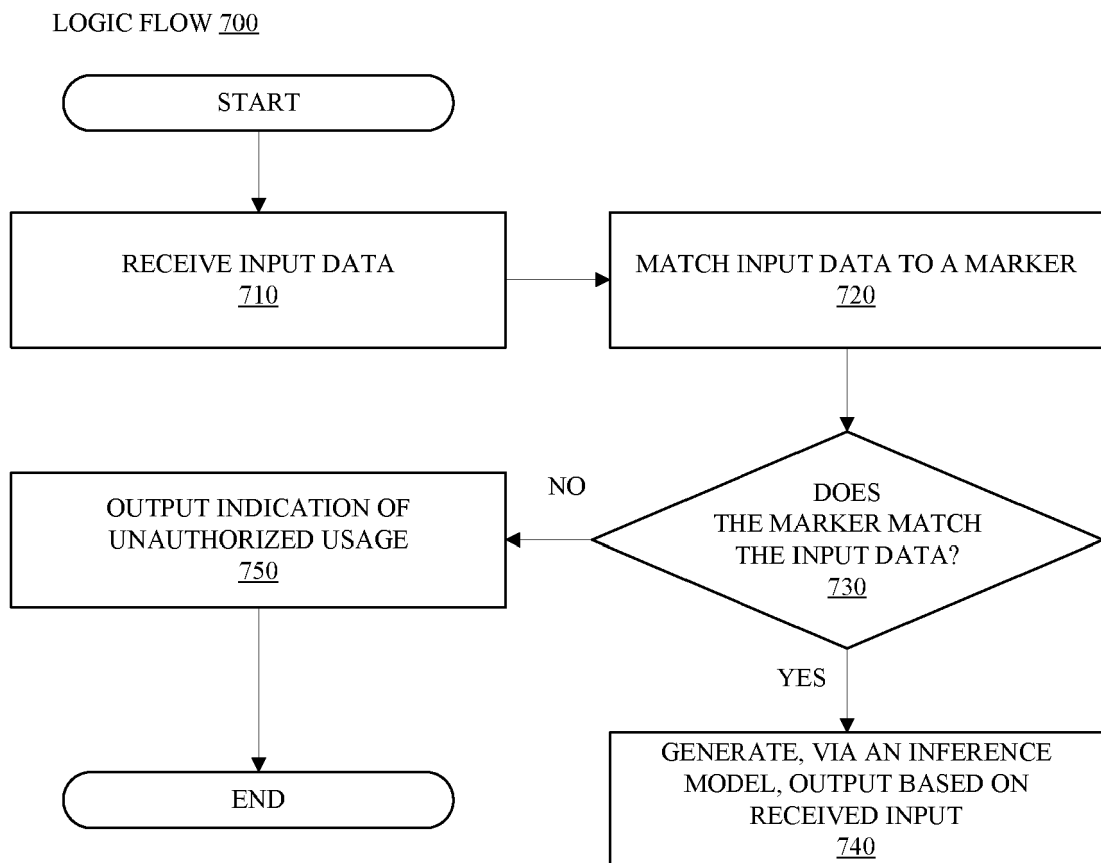 LOGIC FLOW 700
START
RECEIVE INPUT DATA
710
MATCH INPUT DATA TO A MARKER
720
DOES
THE MARKER MATCH
THE INPUT DATA?
730
NO
OUTPUT INDICATION OF
UNAUTHORIZED USAGE
750
YES
GENERATE, VIA AN INFERENCE
MODEL, OUTPUT BASED ON
RECEIVED INPUT
740
END